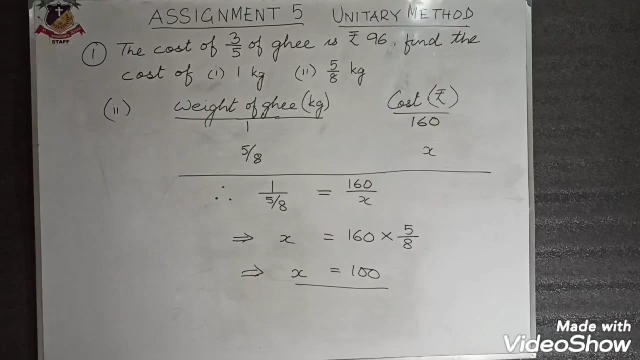 STAFF
ASSIGNMENT 5 UNITARY METHOD
① The cost of 3/5 of ghee is ₹ 96, find the
cost of (i) 1 kg (ii) 5/8 kg
(ii) Weight of ghee (kg) Cost (₹)
1 160
5/8 x
∴ 1/(5/8) = 160/x
⇒ x = 160 × 5/8
⇒ x = 100
Made with
VideoShow